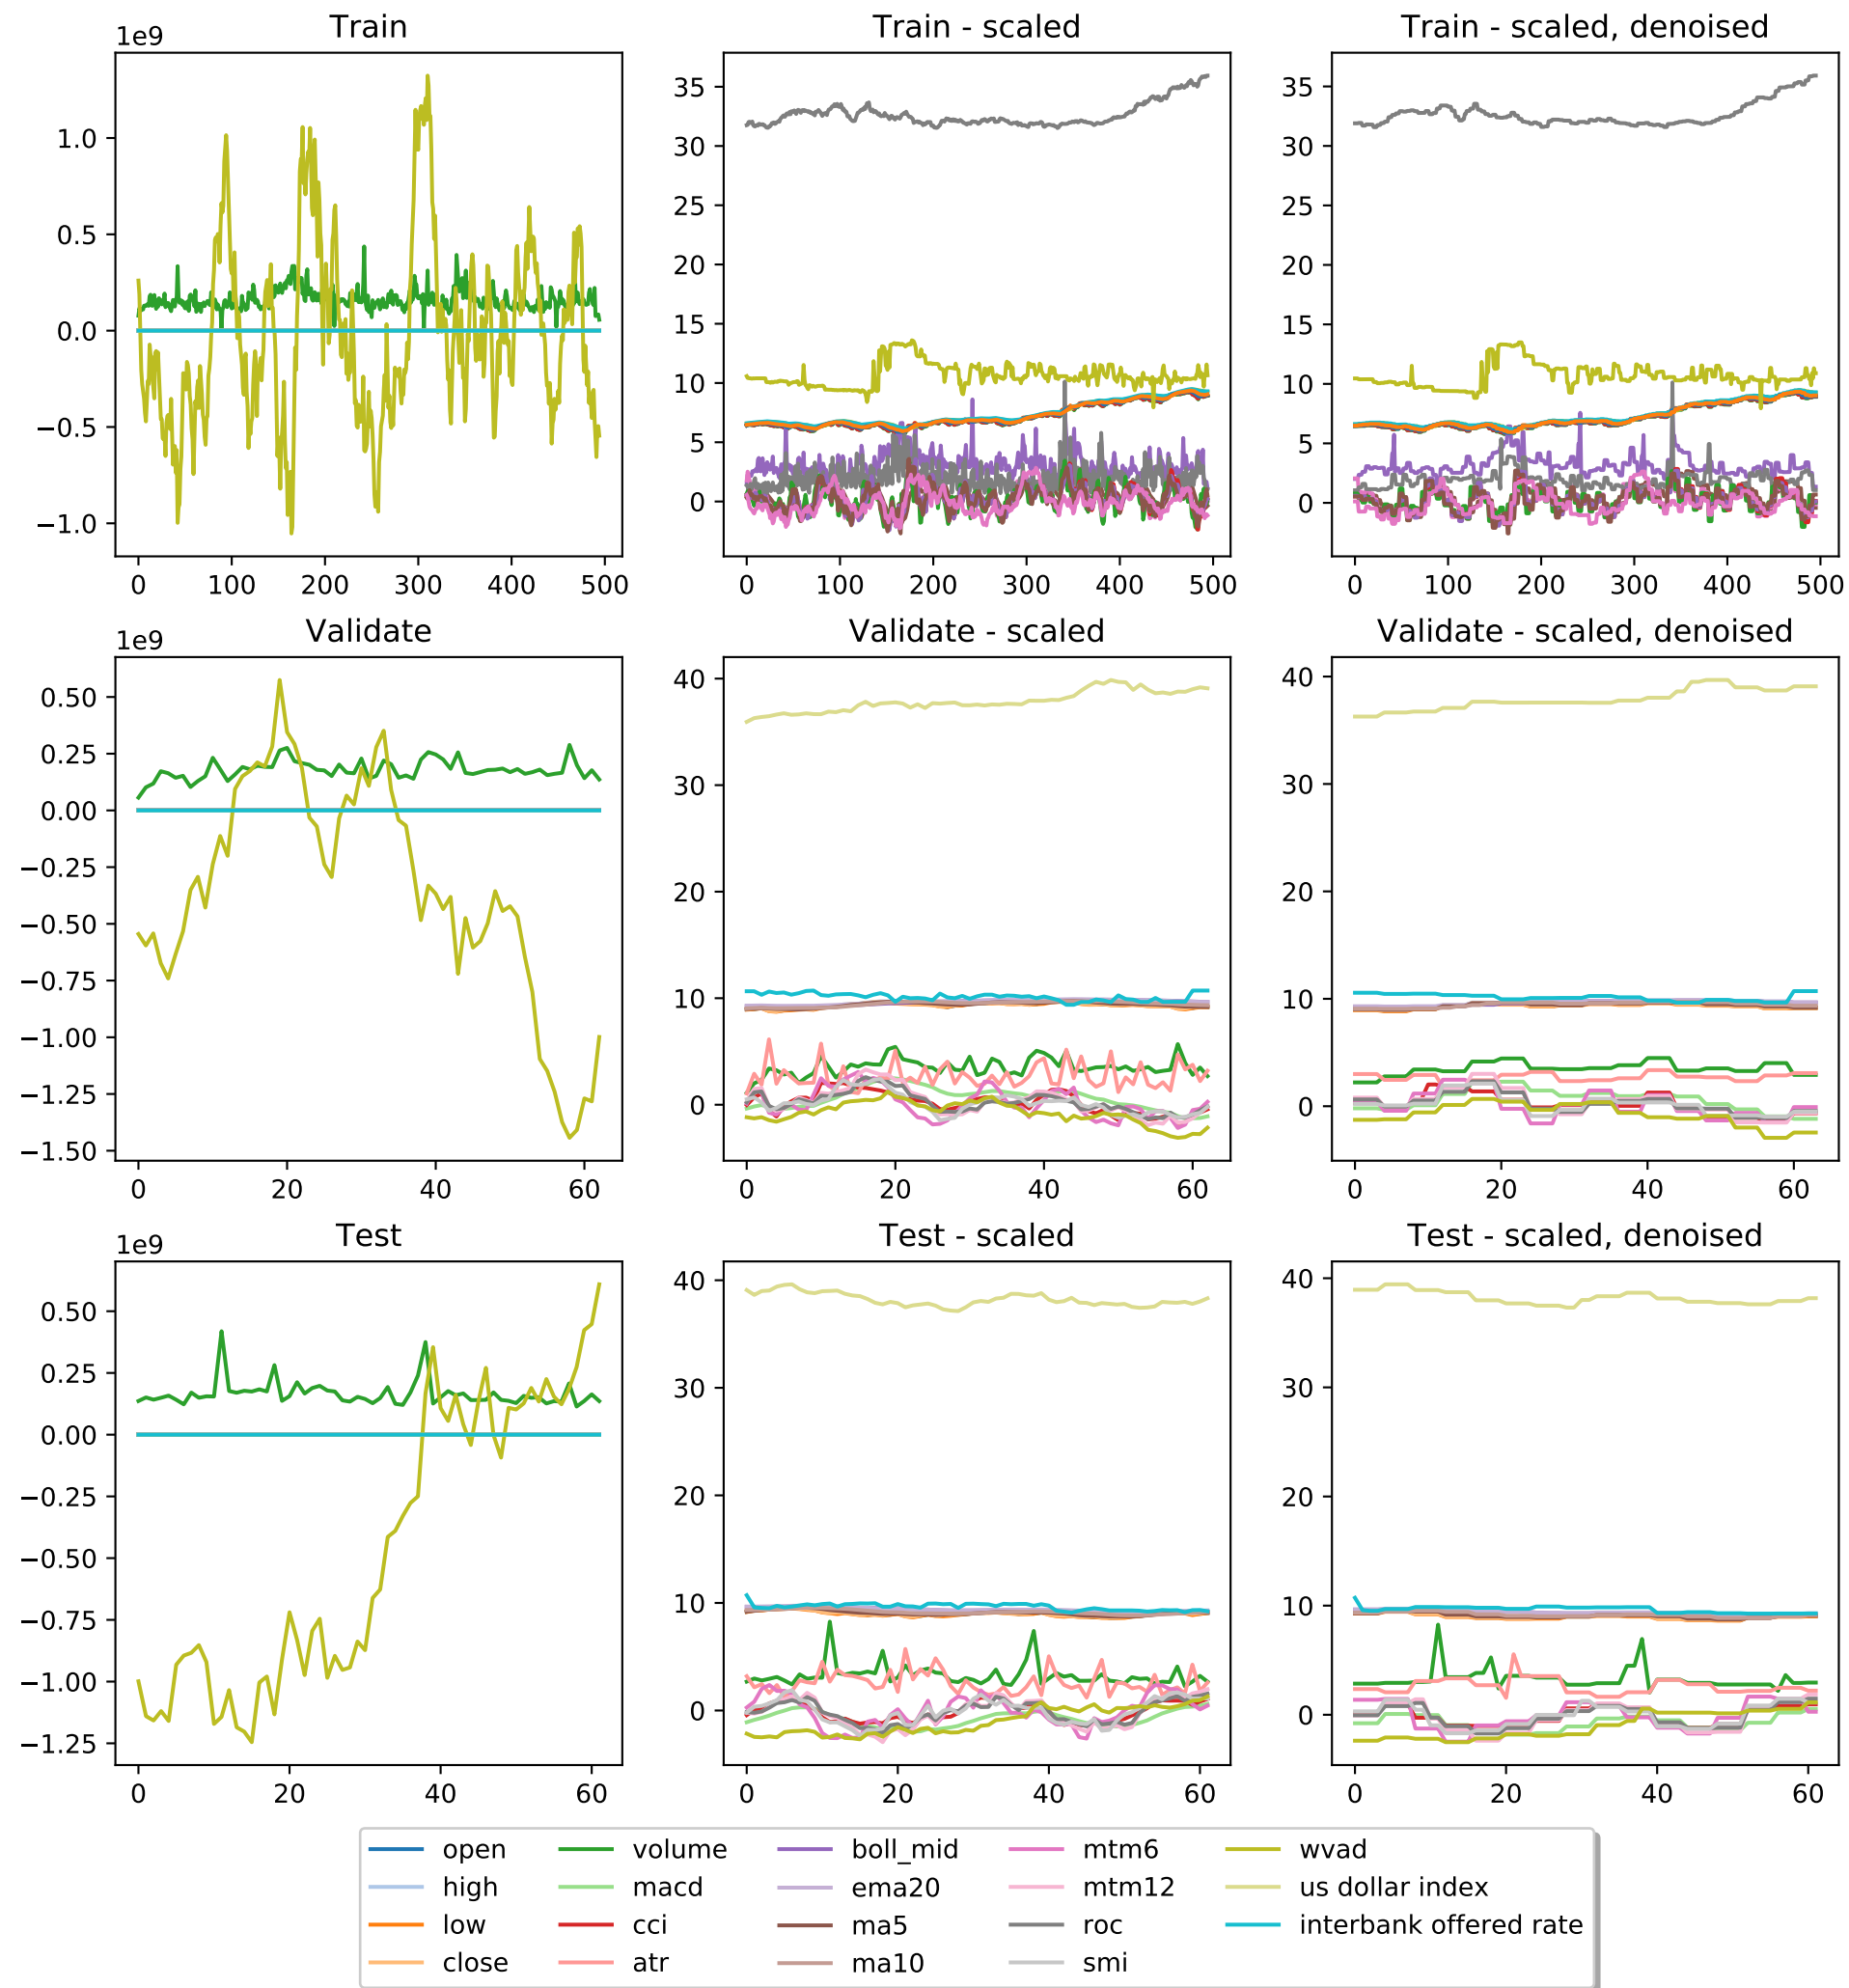 Train
Train - scaled
Train - scaled, denoised
1e9
1.0
0.5
0.0
−0.5
−1.0
0 100 200 300 400 500
35
30
25
20
15
10
5
0
0 100 200 300 400 500
35
30
25
20
15
10
5
0
0 100 200 300 400 500
Validate
Validate - scaled
Validate - scaled, denoised
1e9
0.50
0.25
0.00
−0.25
−0.50
−0.75
−1.00
−1.25
−1.50
0 20 40 60
40
30
20
10
0
0 20 40 60
40
30
20
10
0
0 20 40 60
Test
Test - scaled
Test - scaled, denoised
1e9
0.50
0.25
0.00
−0.25
−0.50
−0.75
−1.00
−1.25
0 20 40 60
40
30
20
10
0
0 20 40 60
40
30
20
10
0
0 20 40 60
open volume boll_mid mtm6 wvad
high macd ema20 mtm12 us dollar index
low cci ma5 roc interbank offered rate
close atr ma10 smi